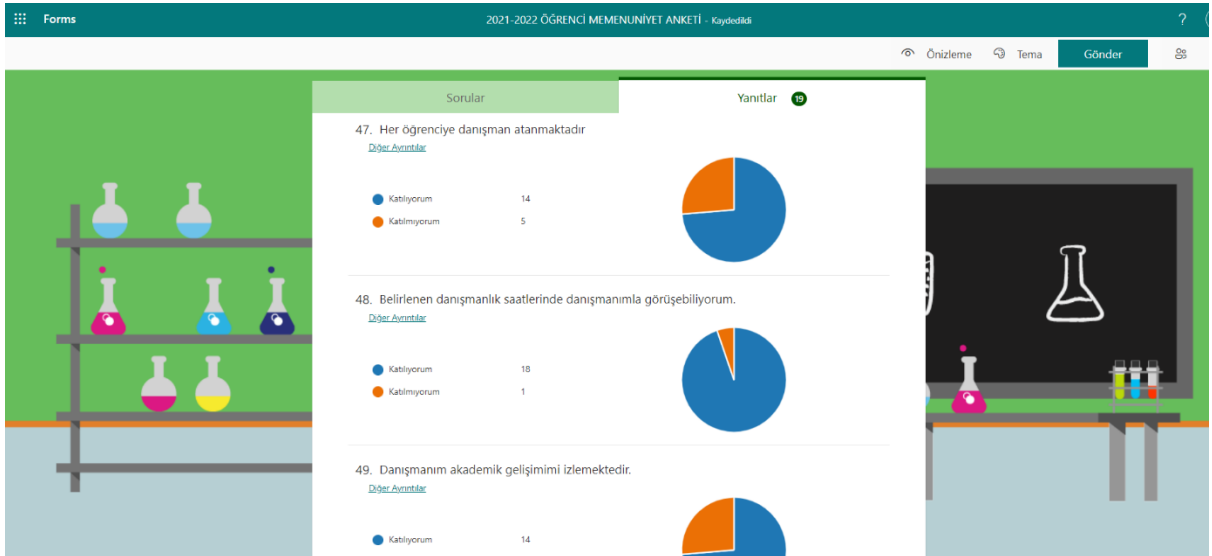 Forms
2021-2022 ÖĞRENCİ MEMENUNİYET ANKETİ - Kaydedildi
?
Önizleme
Tema
Gönder
Sorular
Yanıtlar 19
47. Her öğrenciye danışman atanmaktadır
Diğer Ayrıntılar
Katılıyorum 14
Katılmıyorum 5
48. Belirlenen danışmanlık saatlerinde danışmanımla görüşebiliyorum.
Diğer Ayrıntılar
Katılıyorum 18
Katılmıyorum 1
49. Danışmanım akademik gelişimimi izlemektedir.
Diğer Ayrıntılar
Katılıyorum 14